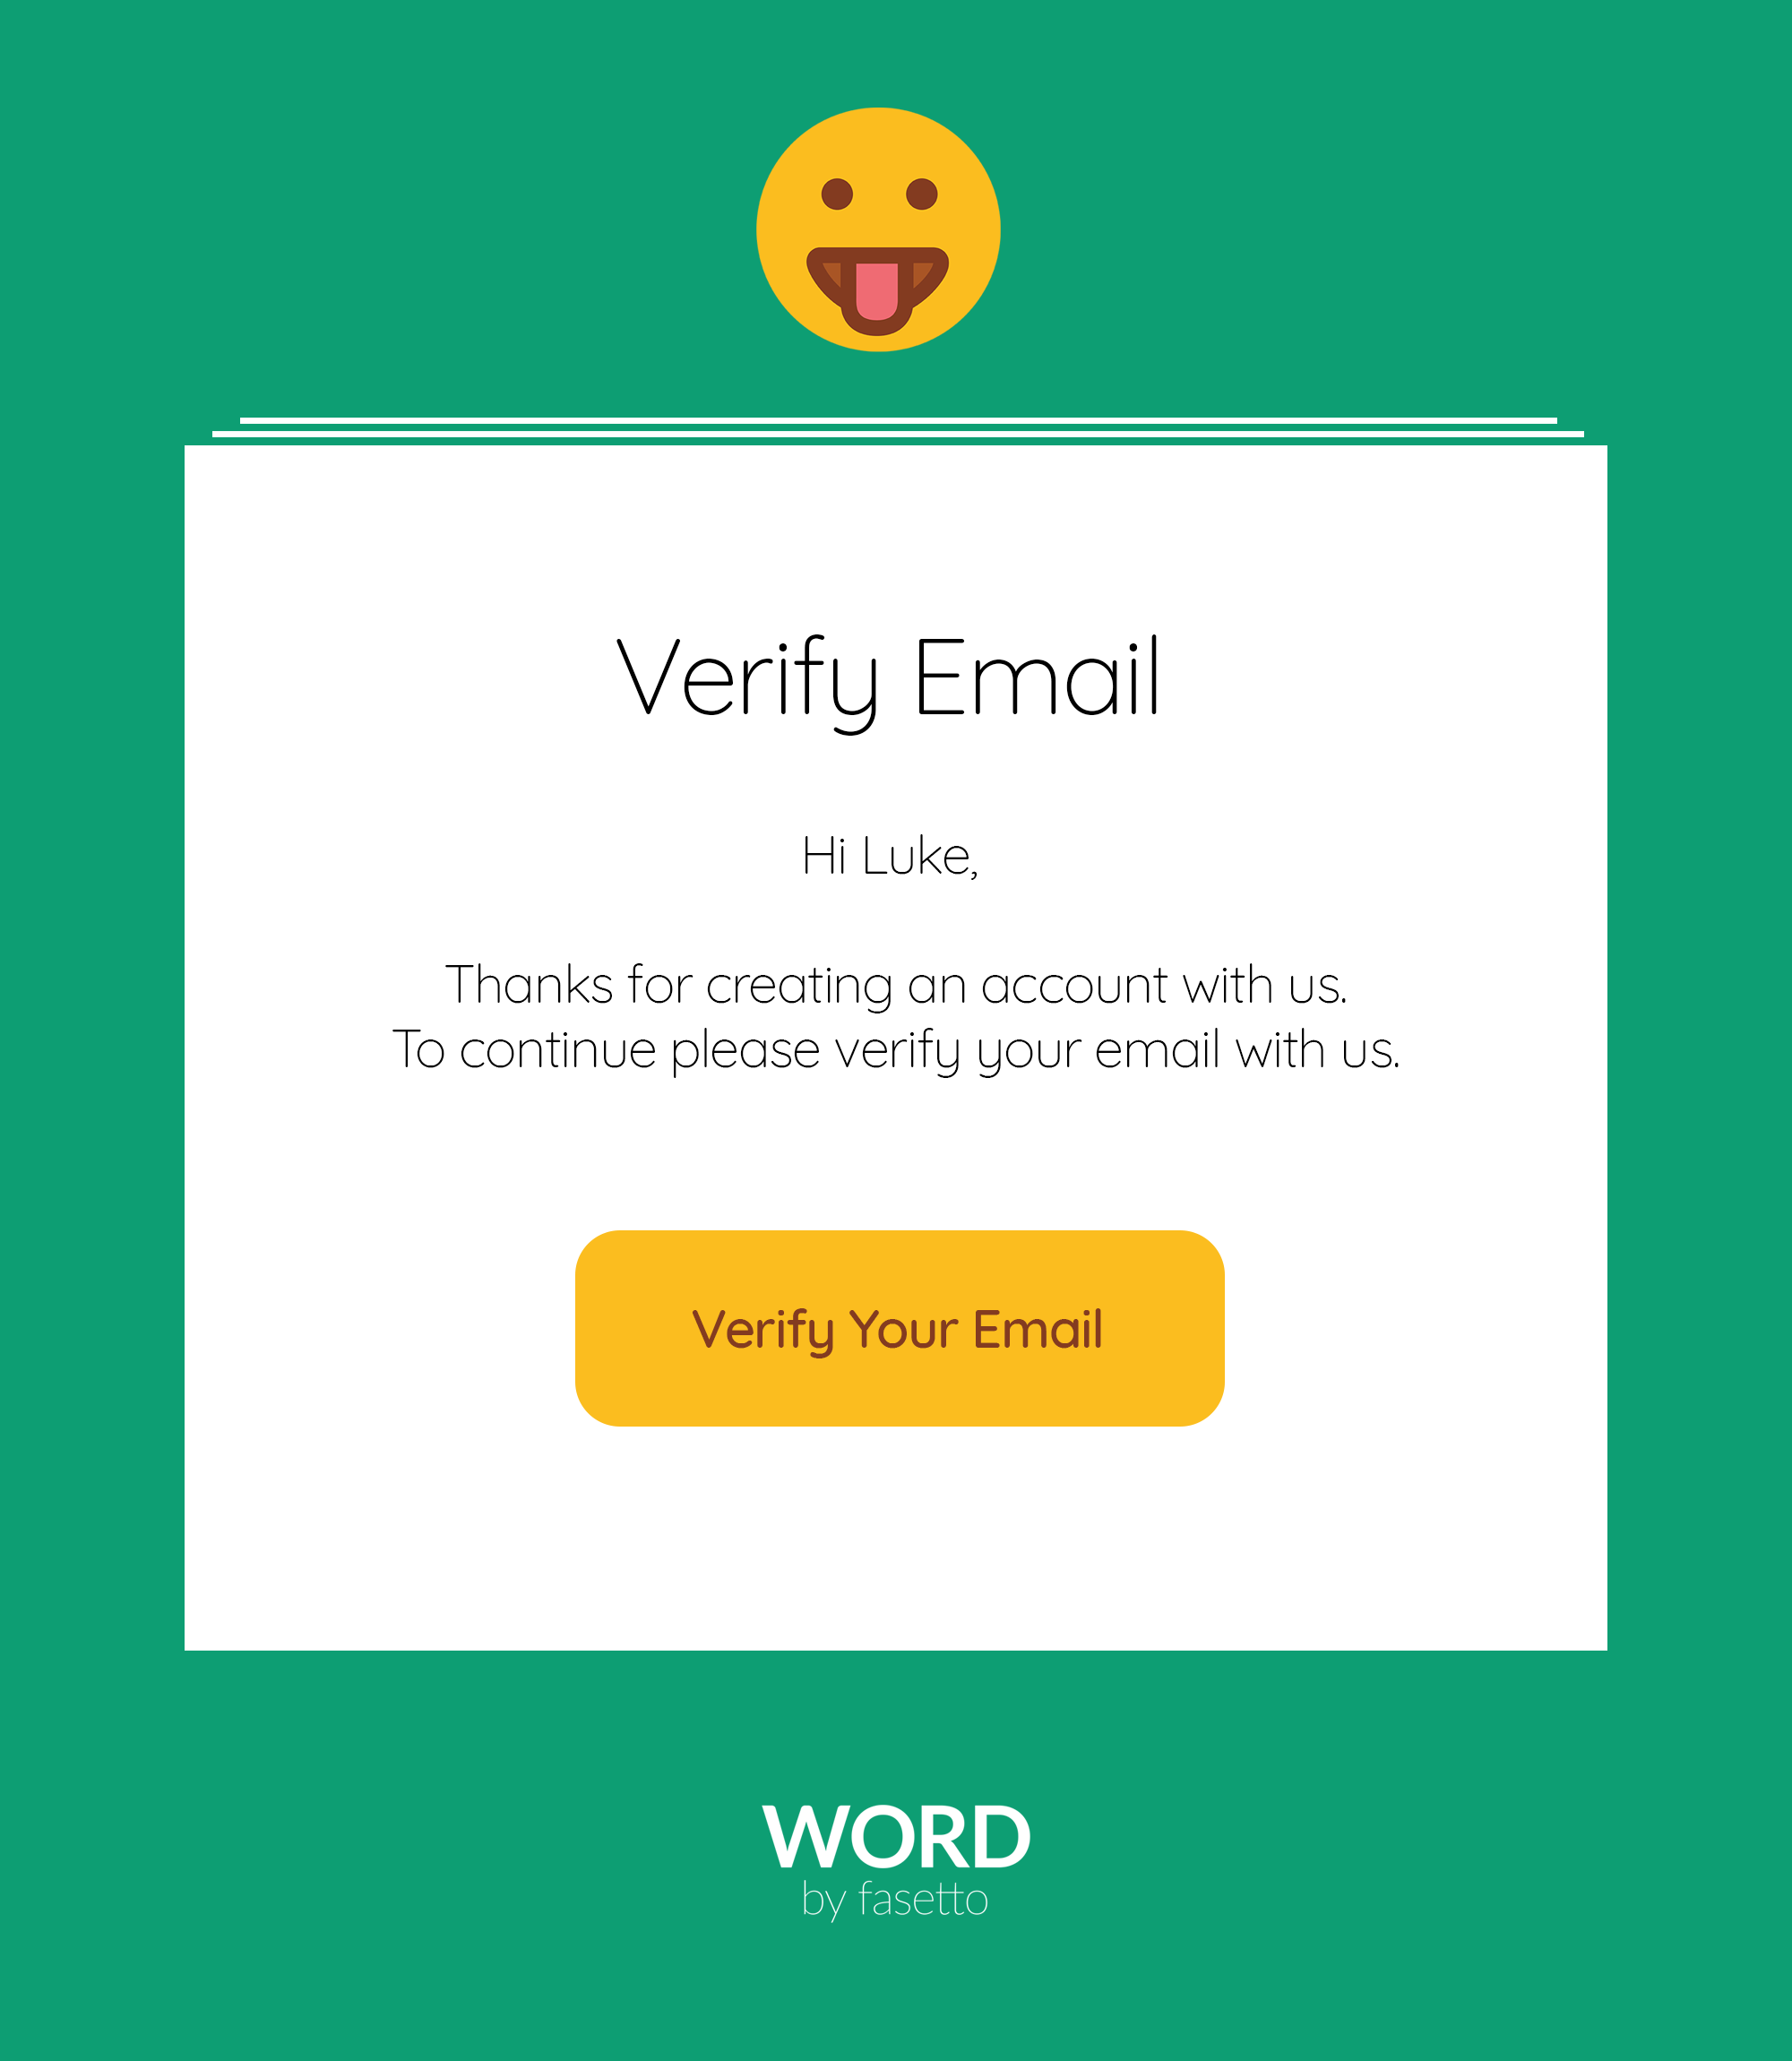 Verify Email
Hi Luke,
Thanks for creating an account with us.
To continue please verify your email with us.
Verify Your Email
WORD
by fasetto